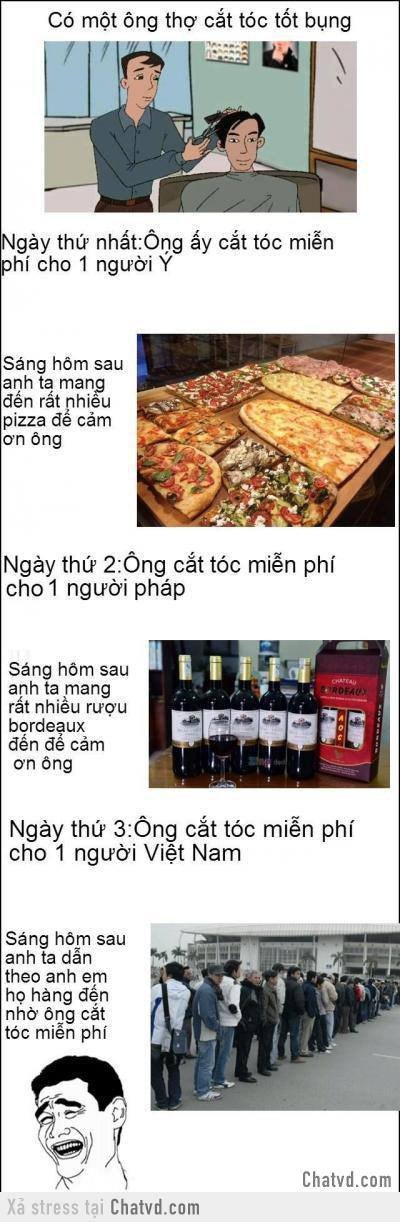 Có một ông thợ cắt tóc tốt bụng
Ngày thứ nhất:Ông ấy cắt tóc miễn
phí cho 1 người Ý
Sáng hôm sau
anh ta mang
đến rất nhiều
pizza để cảm
ơn ông
Ngày thứ 2:Ông cắt tóc miễn phí
cho 1 người pháp
Sáng hôm sau
anh ta mang
rất nhiều rượu
bordeaux
đến để cảm
ơn ông
CHATEAU
BORDEAUX
AOC
Ngày thứ 3:Ông cắt tóc miễn phí
cho 1 người Việt Nam
Sáng hôm sau
anh ta dẫn
theo anh em
họ hàng đến
nhờ ông cắt
tóc miễn phí
Chatvd.com
Xả stress tại Chatvd.com